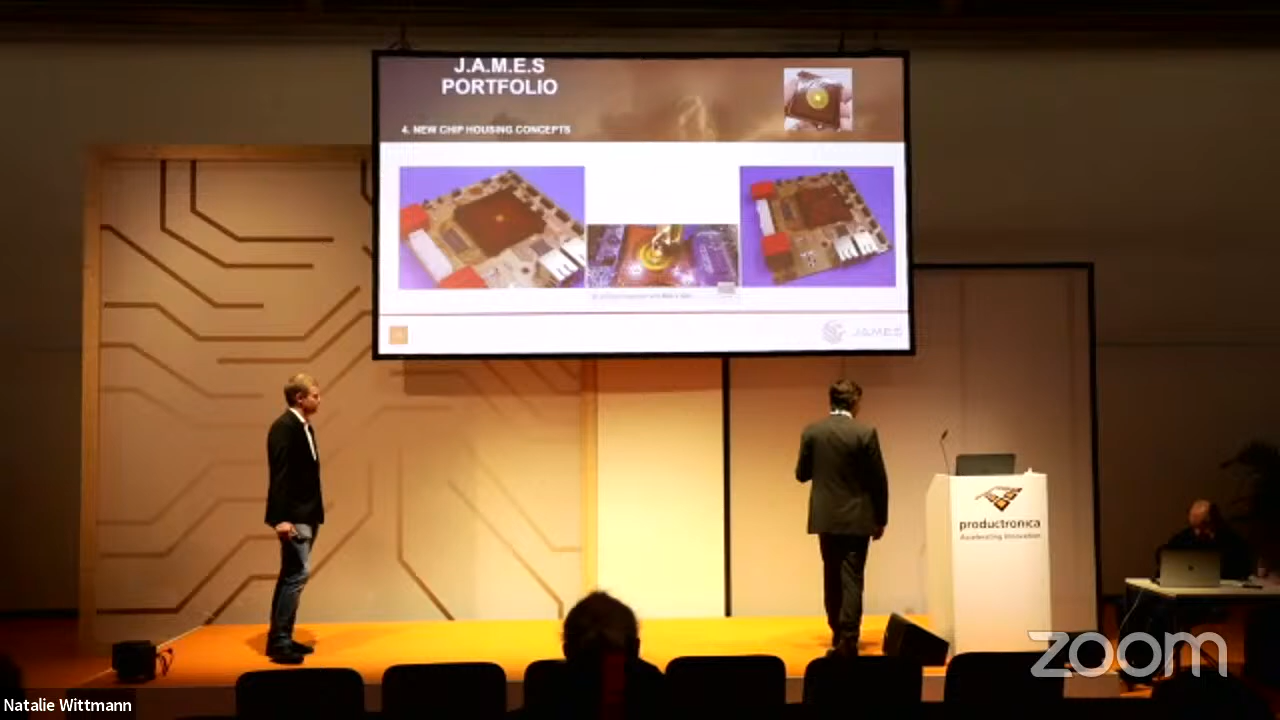 J.A.M.E.S
PORTFOLIO
4. NEW CHIP HOUSING CONCEPTS
JAMES
productronica
Accelerating Innovation
zoom
Natalie Wittmann